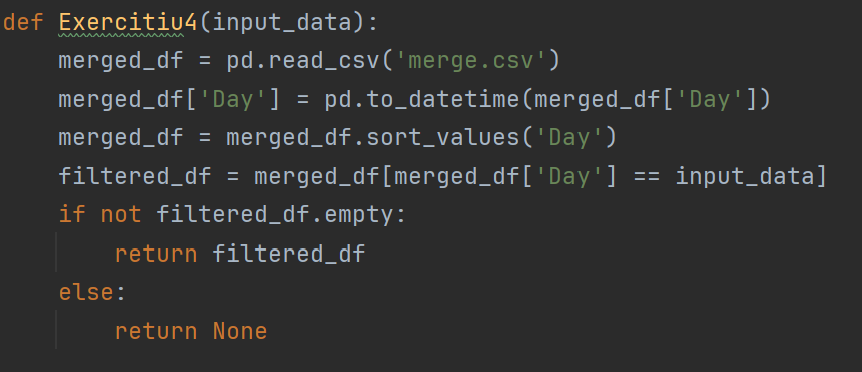 def Exercitiu4(input_data):
    merged_df = pd.read_csv('merge.csv')
    merged_df['Day'] = pd.to_datetime(merged_df['Day'])
    merged_df = merged_df.sort_values('Day')
    filtered_df = merged_df[merged_df['Day'] == input_data]
    if not filtered_df.empty:
        return filtered_df
    else:
        return None